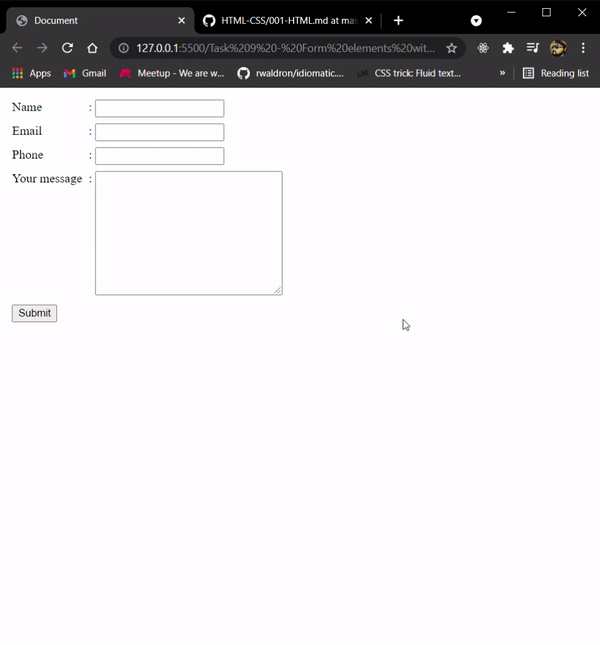 Document
HTML-CSS/001-HTML.md at mas
127.0.0.1:5500/Task%209%20-%20Form%20elements%20wit...
Apps
Gmail
Meetup - We are w...
rwaldron/idiomatic....
CSS trick: Fluid text...
»
Reading list
Name :
Email :
Phone :
Your message :
Submit